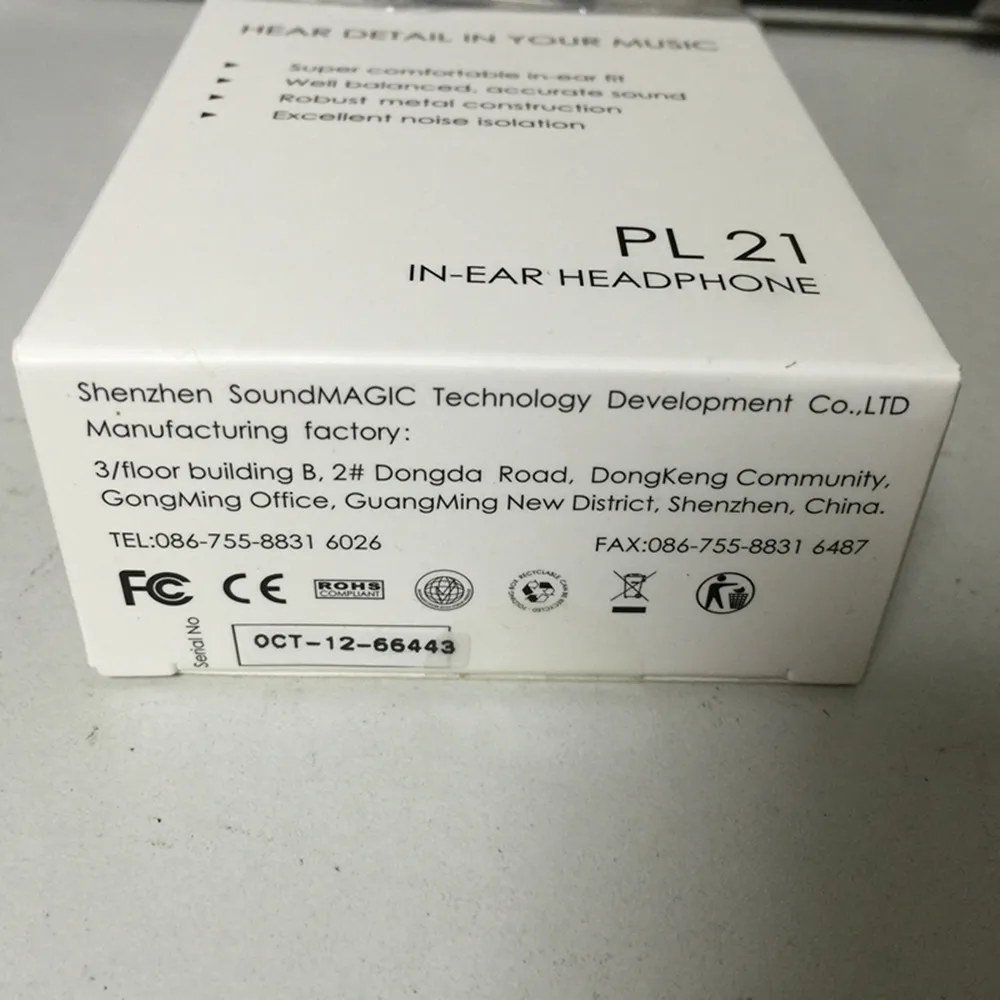 HEAR DETAIL IN YOUR MUSIC
Super comfortable in-ear fit
Well balanced, accurate sound
Robust metal construction
Excellent noise isolation
PL 21
IN-EAR HEADPHONE
Shenzhen SoundMAGIC Technology Development Co.,LTD
Manufacturing factory:
3/floor building B, 2# Dongda Road, DongKeng Community,
GongMing Office, GuangMing New District, Shenzhen, China.
TEL:086-755-8831 6026 FAX:086-755-8831 6487
FC CE ROHS
COMPLIANT
Serial No OCT-12-66443